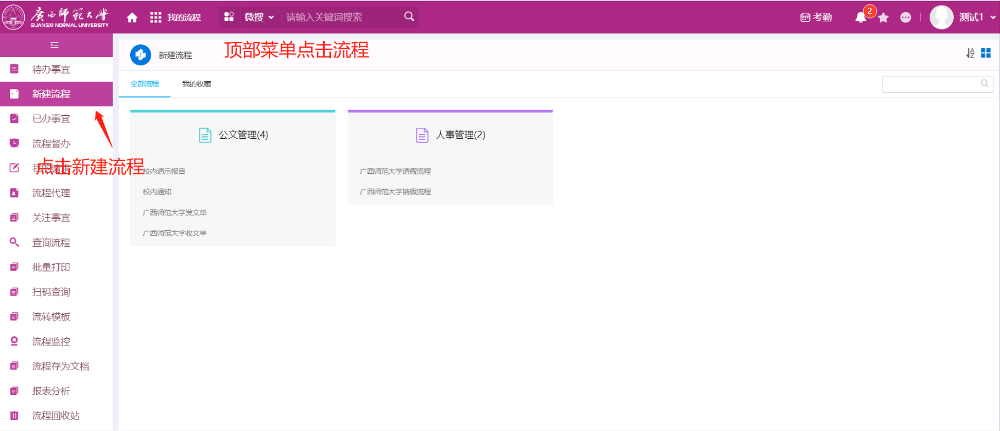 广西师范大学
GUANGXI NORMAL UNIVERSITY
我的流程
微搜
请输入关键词搜索
考勤
2
测试1
新建流程
顶部菜单点击流程
全部流程
我的收藏
待办事宜
新建流程
已办事宜
流程督办
我的请求
点击新建流程
流程代理
关注事宜
查询流程
批量打印
扫码查询
流转模板
流程监控
流程存为文档
报表分析
流程回收站
公文管理(4)
校内请示报告
校内通知
广西师范大学发文单
广西师范大学收文单
人事管理(2)
广西师范大学请假流程
广西师范大学销假流程